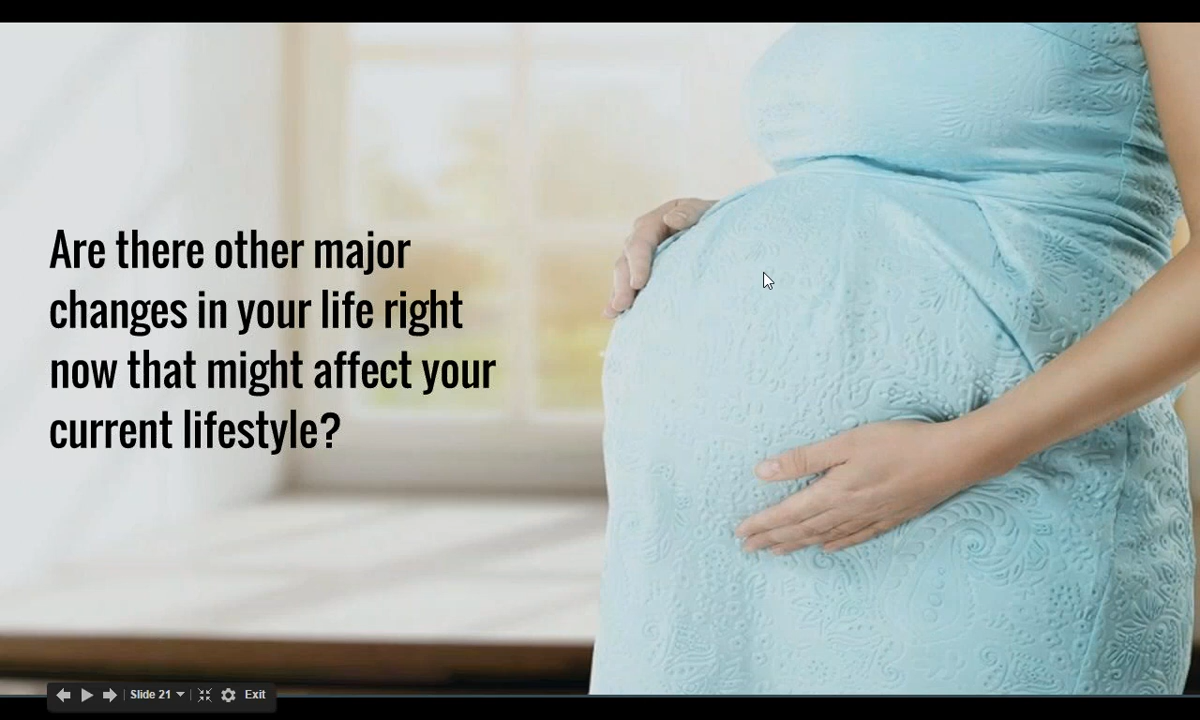 Are there other major
changes in your life right
now that might affect your
current lifestyle?
Slide 21
Exit